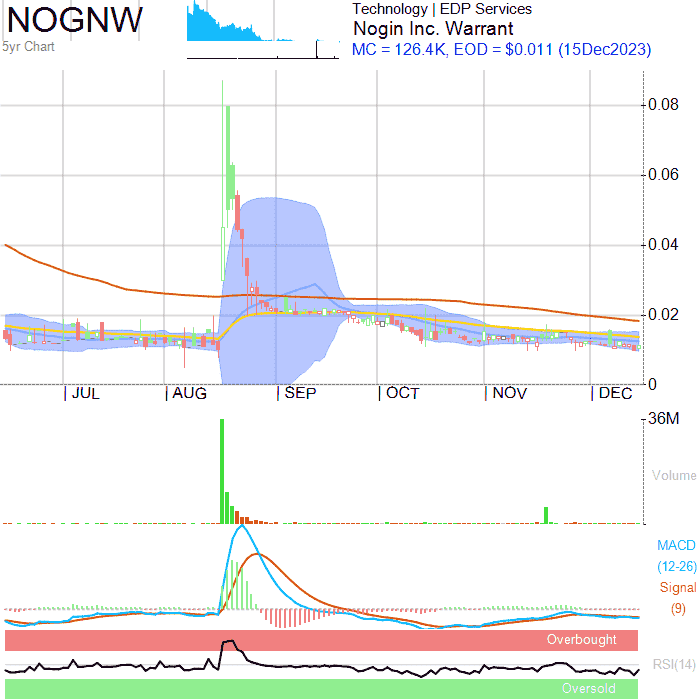 NOGNW
5yr Chart
Technology | EDP Services
Nogin Inc. Warrant
MC = 126.4K, EOD = $0.011 (15Dec2023)
0.08
0.06
0.04
0.02
0
JUL AUG SEP OCT NOV DEC
36M
Volume
MACD
(12-26)
Signal
(9)
Overbought
RSI(14)
Oversold